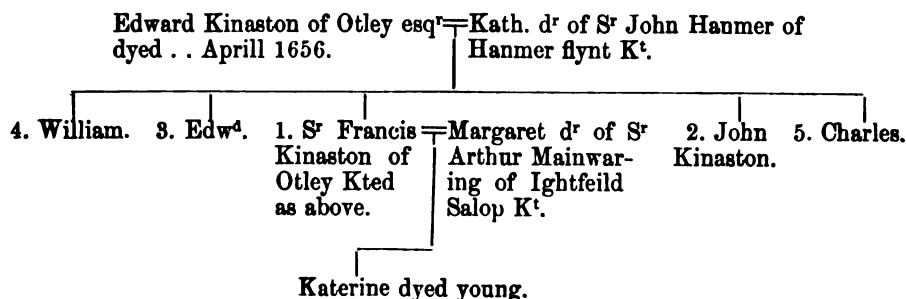 Edward Kinaston of Otley esqʳ = Kath. dʳ of Sʳ John Hanmer of
dyed . . Aprill 1656. Hanmer flynt Kᵗ.
4. William. 3. Edwᵈ. 1. Sʳ Francis = Margaret dʳ of Sʳ 2. John 5. Charles.
Kinaston of Arthur Mainwar- Kinaston.
Otley Kted ing of Ightfeild
as above. Salop Kᵗ.
Katerine dyed young.